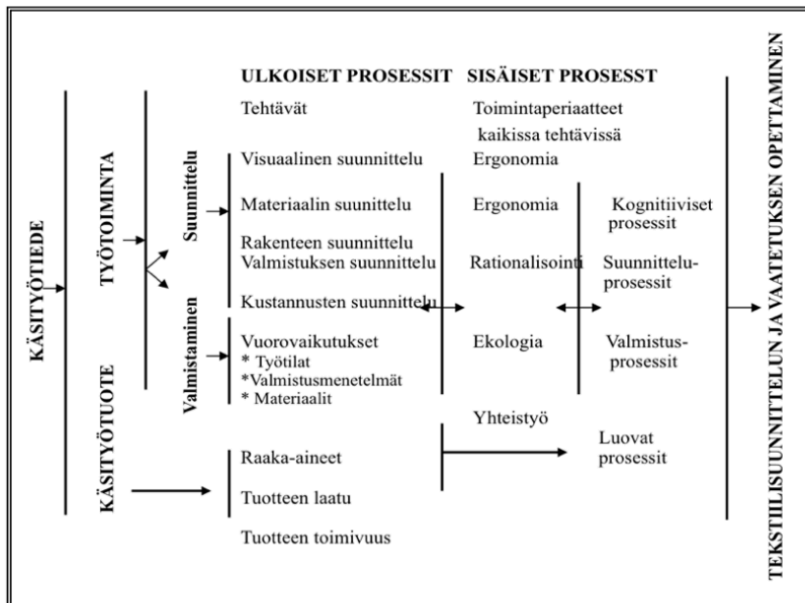 KÄSITYÖTIEDE
TYÖTOIMINTA
KÄSITYÖTUOTE
Suunnittelu
Valmistaminen
ULKOISET PROSESSIT
Tehtävät
Visuaalinen suunnittelu
Materiaalin suunittelu
Rakenteen suunnittelu
Valmistuksen suunnittelu
Kustannusten suunnittelu
Vuorovaikutukset
* Työtilat
*Valmistusmenetelmät
* Materiaalit
Raaka-aineet
Tuotteen laatu
Tuotteen toimivuus
SISÄISET PROSESST
Toimintaperiaatteet
kaikissa tehtävissä
Ergonomia
Ergonomia
Rationalisointi
Ekologia
Yhteistyö
Kognitiiviset
prosessit
Suunnittelu-
prosessit
Valmistus-
prosessit
Luovat
prosessit
TEKSTIILISUUNNITTELUN JA VAATETUKSEN OPETTAMINEN